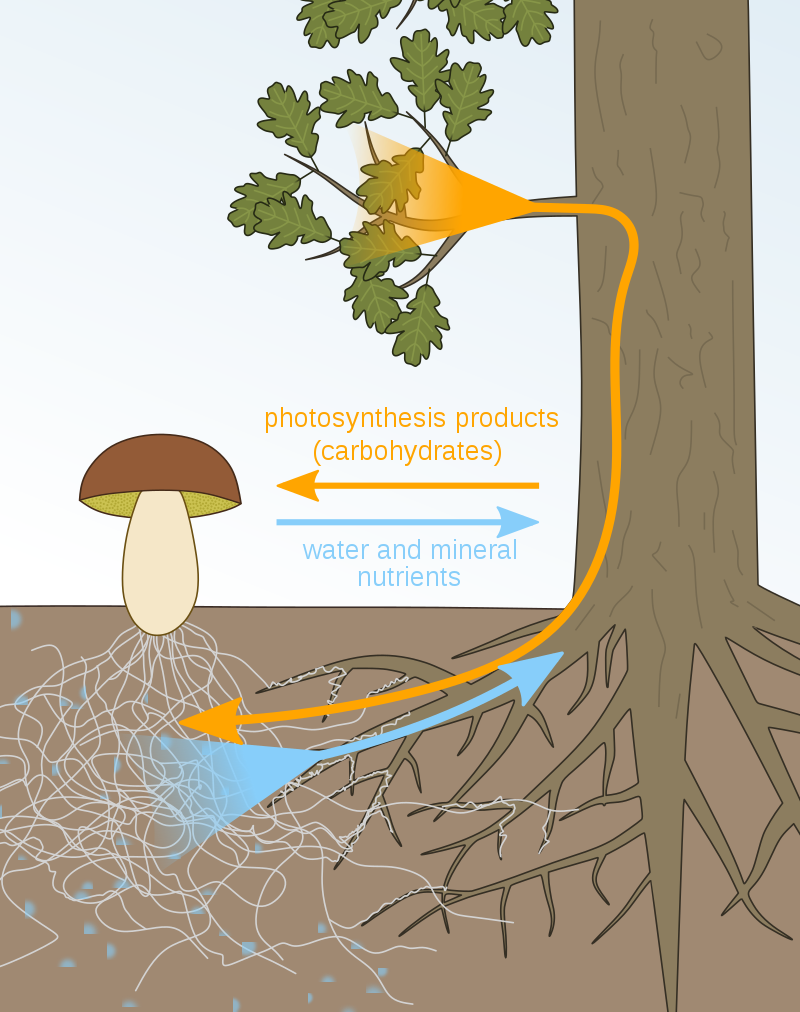 photosynthesis products
(carbohydrates)
water and mineral
nutrients